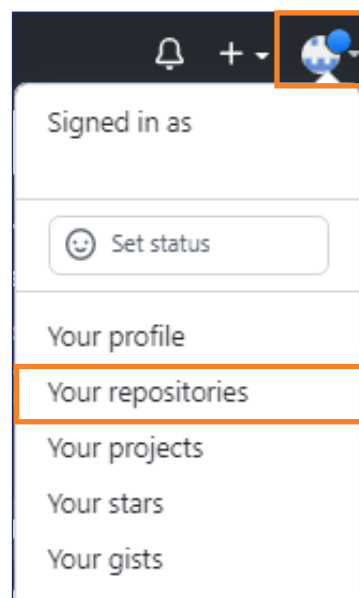 Signed in as
Set status
Your profile
Your repositories
Your projects
Your stars
Your gists